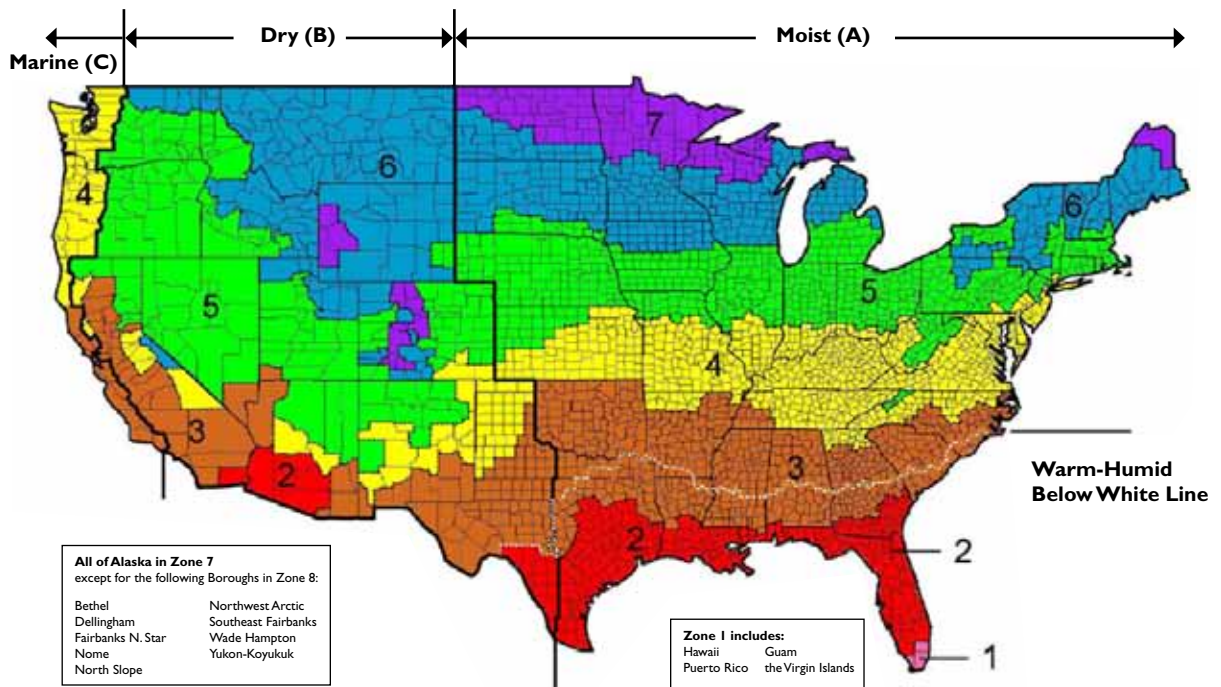 Dry (B)
Moist (A)
Marine (C)
7
6
4
6
5
5
4
3
3
2
2
2
1
Warm-Humid
Below White Line
All of Alaska in Zone 7
except for the following Boroughs in Zone 8:
Bethel
Northwest Arctic
Dellingham
Southeast Fairbanks
Fairbanks N. Star
Wade Hampton
Nome
Yukon-Koyukuk
North Slope
Zone 1 includes:
Hawaii
Guam
Puerto Rico
the Virgin Islands